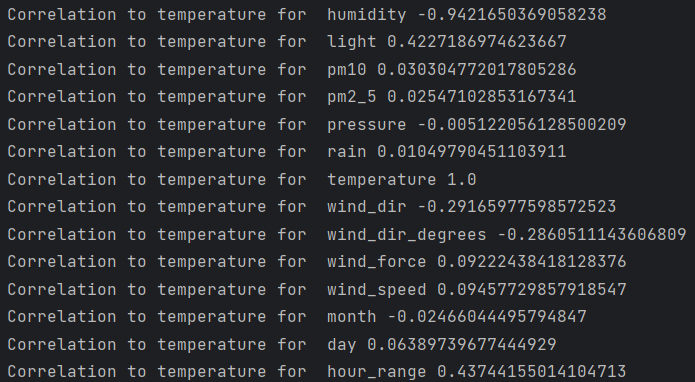 Correlation to temperature for  humidity -0.9421650369058238
Correlation to temperature for  light 0.4227186974623667
Correlation to temperature for  pm10 0.030304772017805286
Correlation to temperature for  pm2_5 0.02547102853167341
Correlation to temperature for  pressure -0.005122056128500209
Correlation to temperature for  rain 0.01049790451103911
Correlation to temperature for  temperature 1.0
Correlation to temperature for  wind_dir -0.29165977598572523
Correlation to temperature for  wind_dir_degrees -0.2860511143606809
Correlation to temperature for  wind_force 0.09222438418128376
Correlation to temperature for  wind_speed 0.09457729857918547
Correlation to temperature for  month -0.02466044495794847
Correlation to temperature for  day 0.06389739677444929
Correlation to temperature for  hour_range 0.43744155014104713